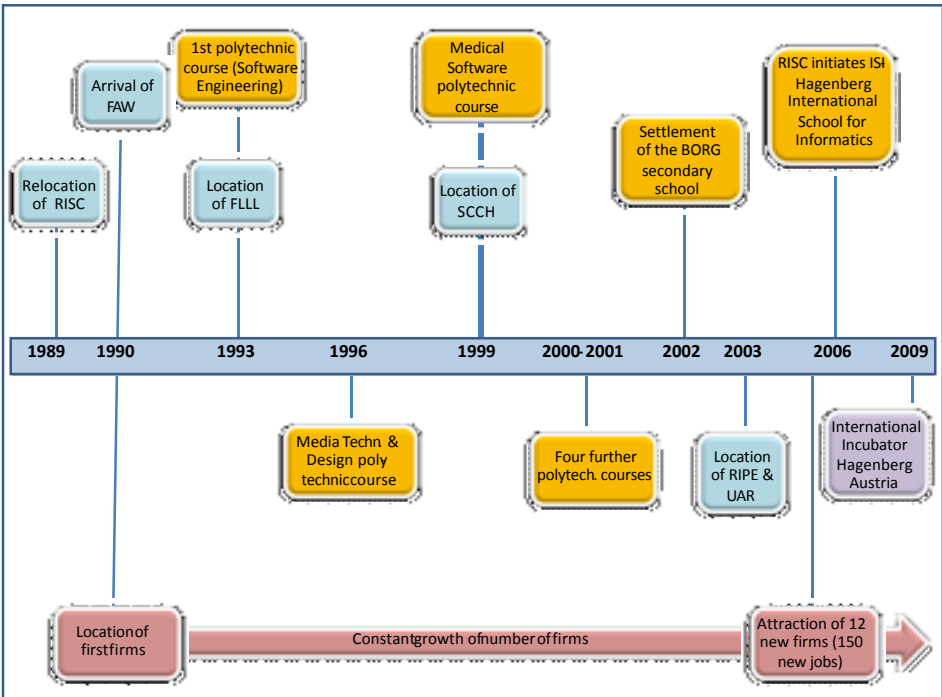 1st polytechnic
course (Software
Engineering)
Arrival of
FAW
Medical
Software
polytechnic
course
RISC initiates ISH
Hagenberg
International
School for
Informatics
Settlement
of the BORG
secondary
school
Relocation
of RISC
Location
of FLLL
Location of
SCCH
1989 1990 1993 1996 1999 2000-2001 2002 2003 2006 2009
Media Techn. &
Design poly
techniccourse
Four further
polytech. courses
Location
of RIPE &
UAR
International
Incubator
Hagenberg
Austria
Locationof
firstfirms
Constantgrowth ofnumberoffirms
Attraction of 12
new firms (150
new jobs)